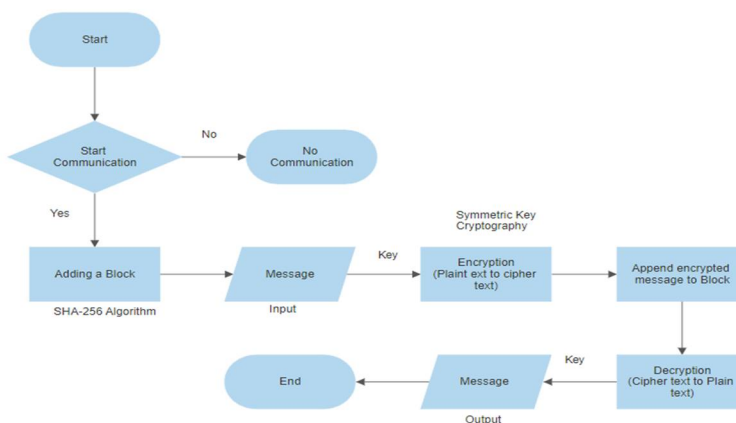 Start
Start
Communication
No
No
Communication
Yes
Adding a Block
SHA-256 Algorithm
Message
Input
Key
Symmetric Key
Cryptography
Encryption
(Plaint ext to cipher
text)
Append encrypted
message to Block
Decryption
(Cipher text to Plain
text)
Key
Message
Output
End